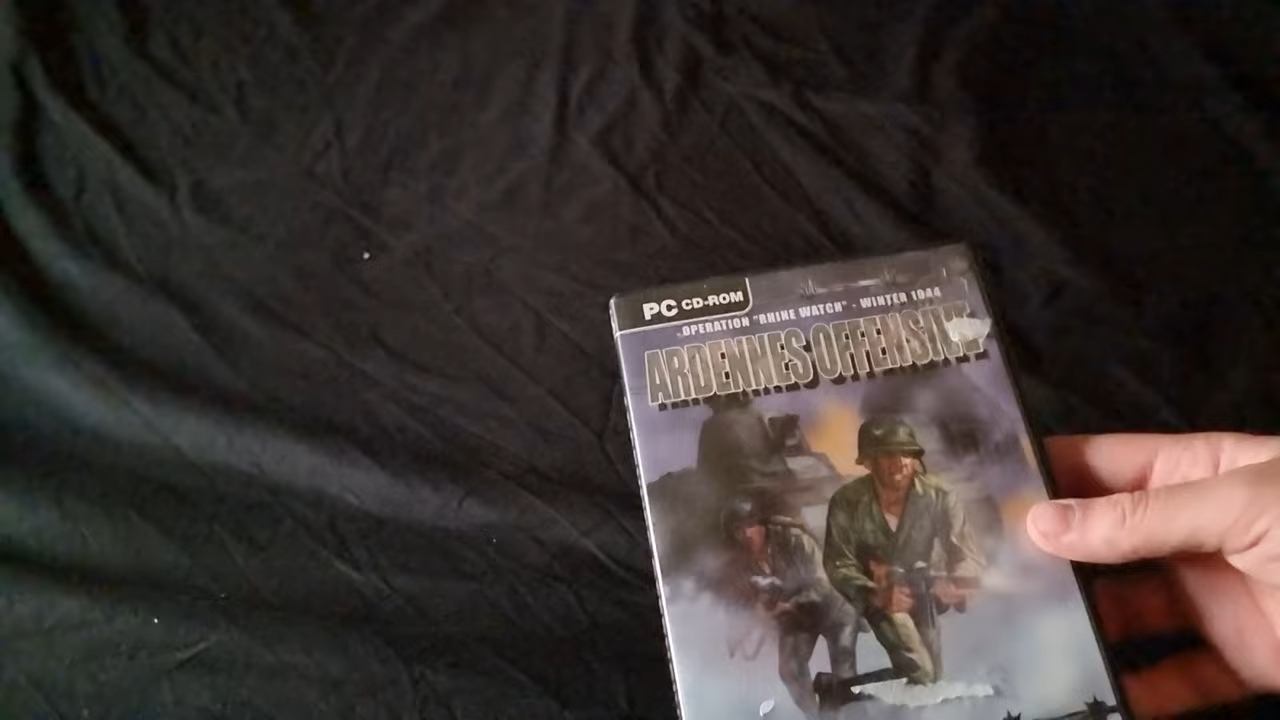 PC CD-ROM
OPERATION "RHINE WATCH" - WINTER 1944
ARDENNES OFFENSIVE